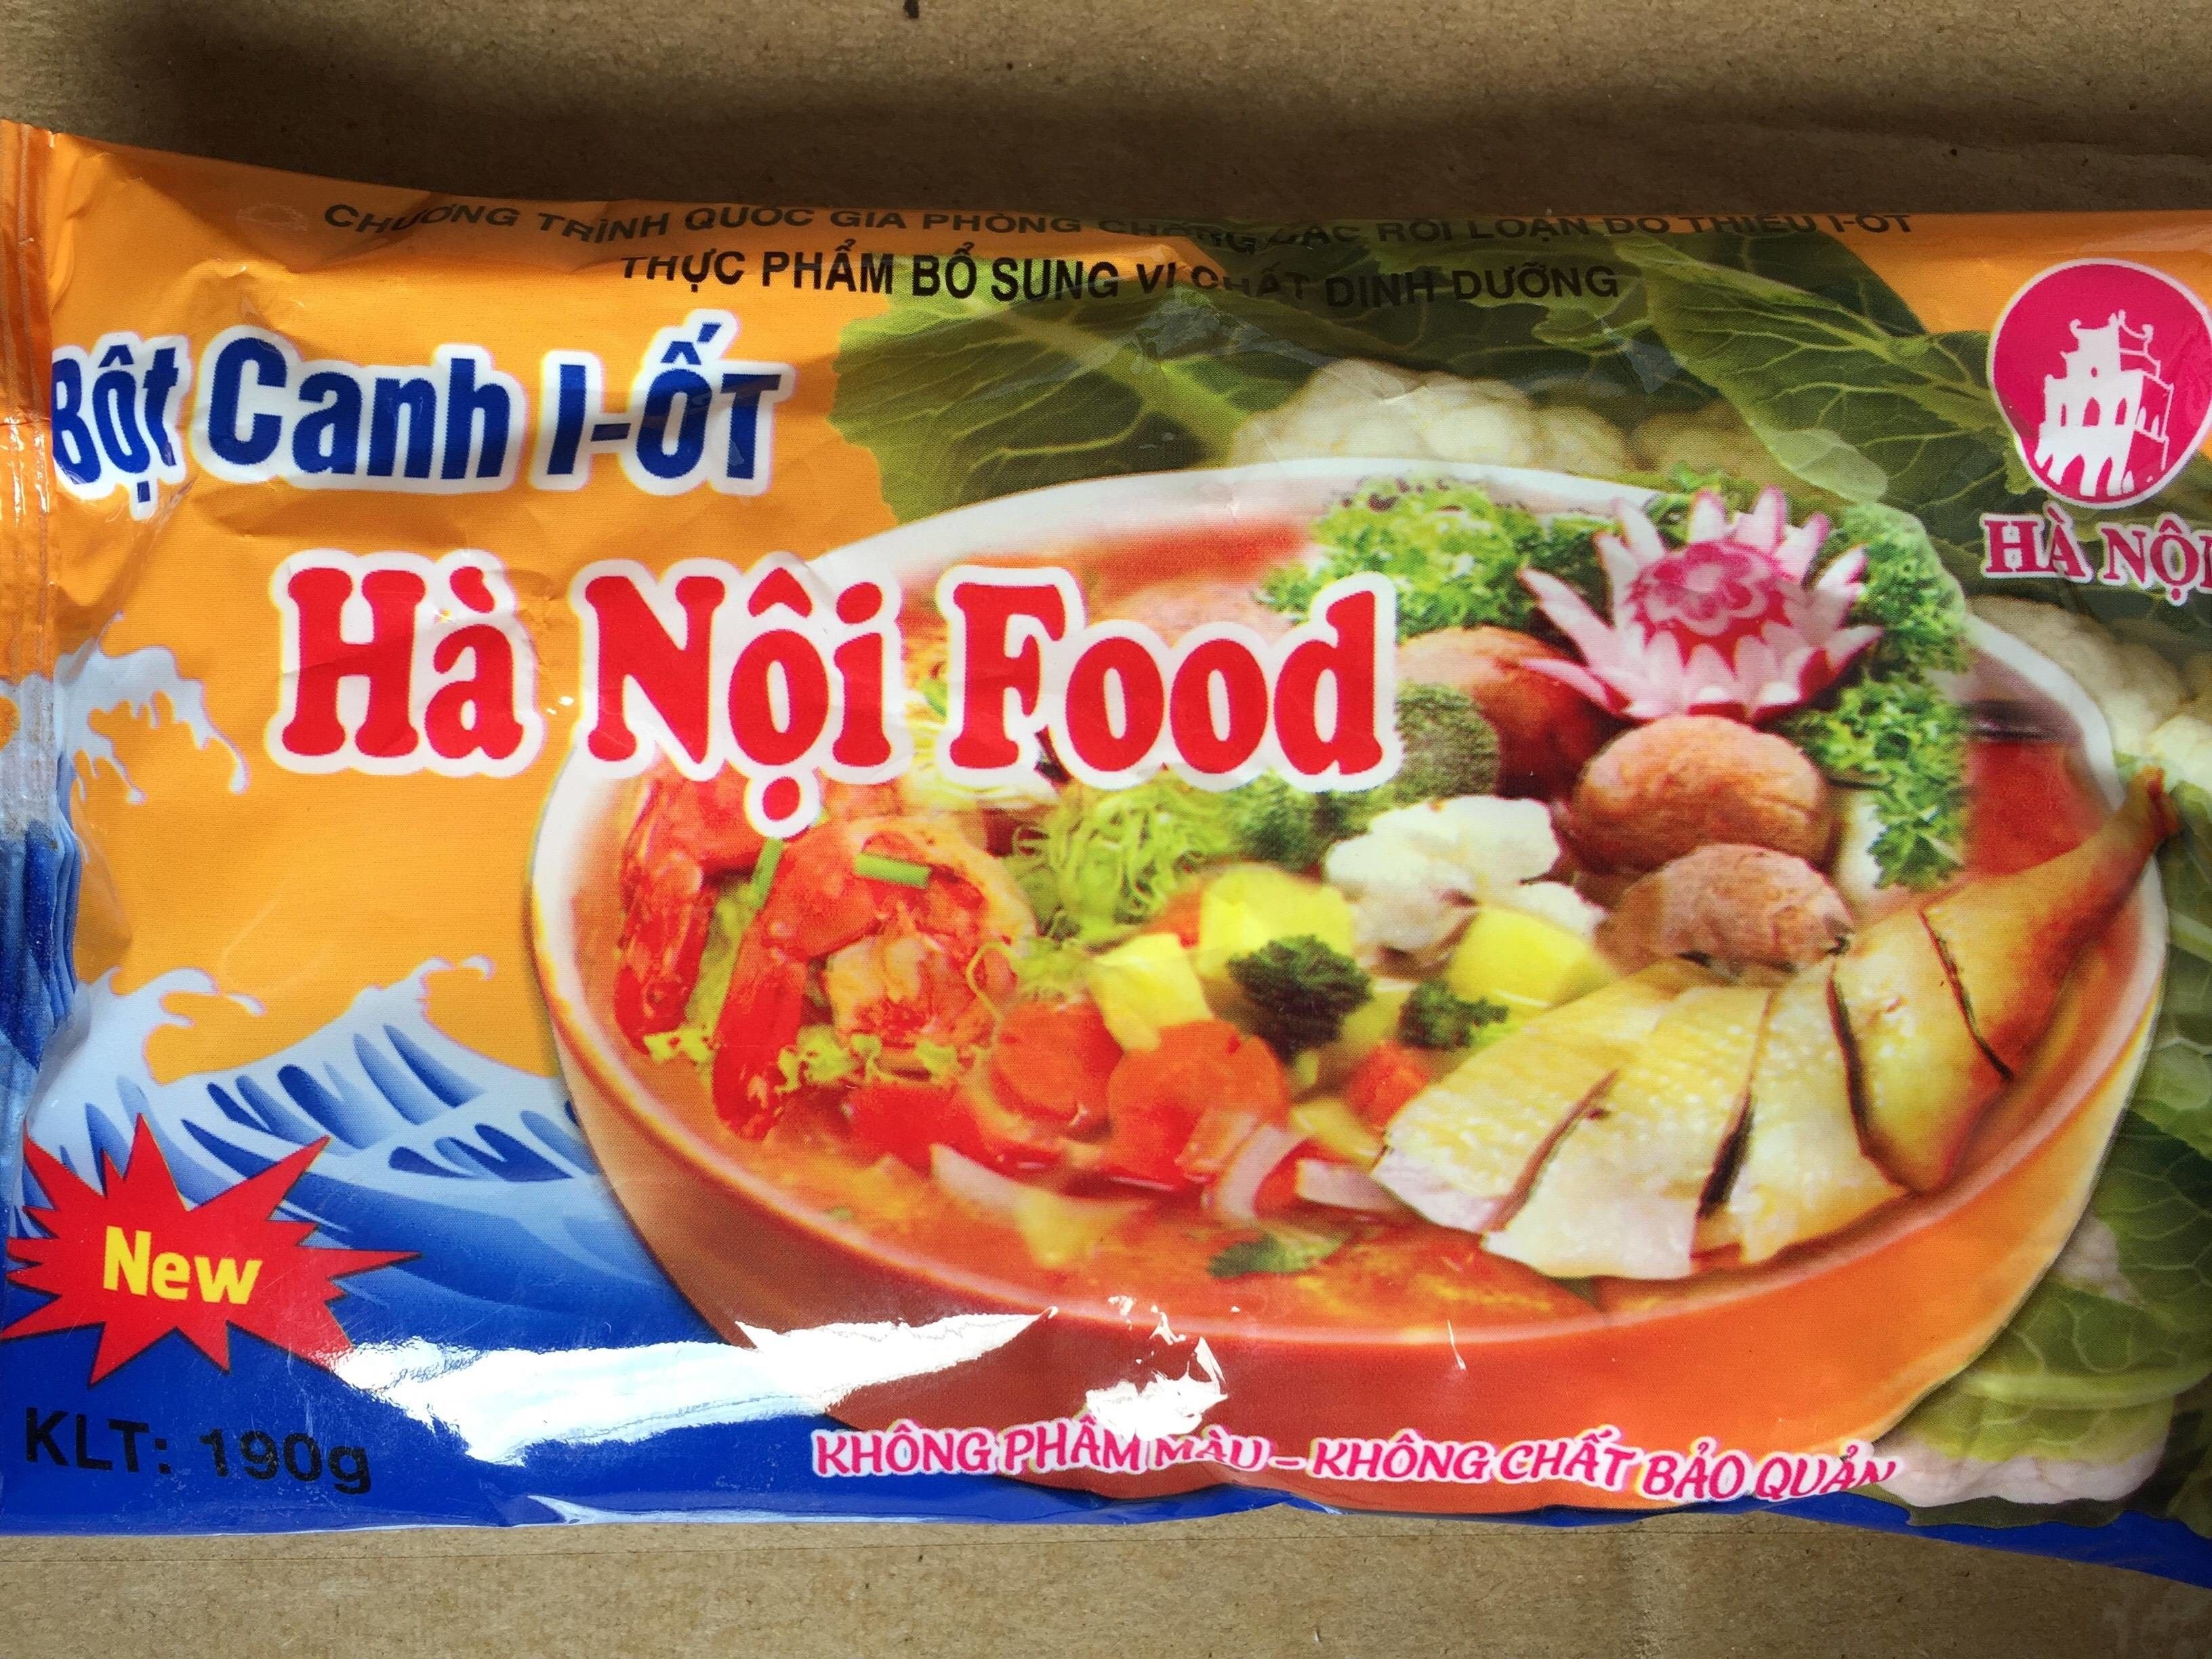 CHƯƠNG TRÌNH QUỐC GIA PHÒNG CHỐNG CÁC RỐI LOẠN DO THIẾU I-ỐT
THỰC PHẨM BỔ SUNG VI CHẤT DINH DƯỠNG
Bột Canh I-ỐT
HÀ NỘI
Hà Nội Food
New
KLT: 190g
KHÔNG PHẨM MÀU - KHÔNG CHẤT BẢO QUẢN